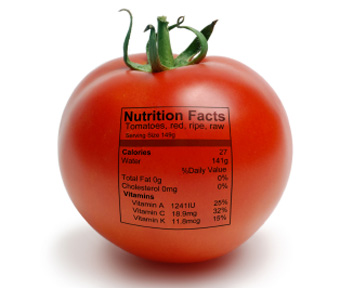 Nutrition Facts
Tomatoes, red, ripe, raw
Serving Size 149g
Calories 27
Water 141g
%Daily Value
Total Fat 0g 0%
Cholesterol 0mg 0%
Vitamins
Vitamin A 1241IU 25%
Vitamin C 18.9mg 32%
Vitamin K 11.8mcg 15%